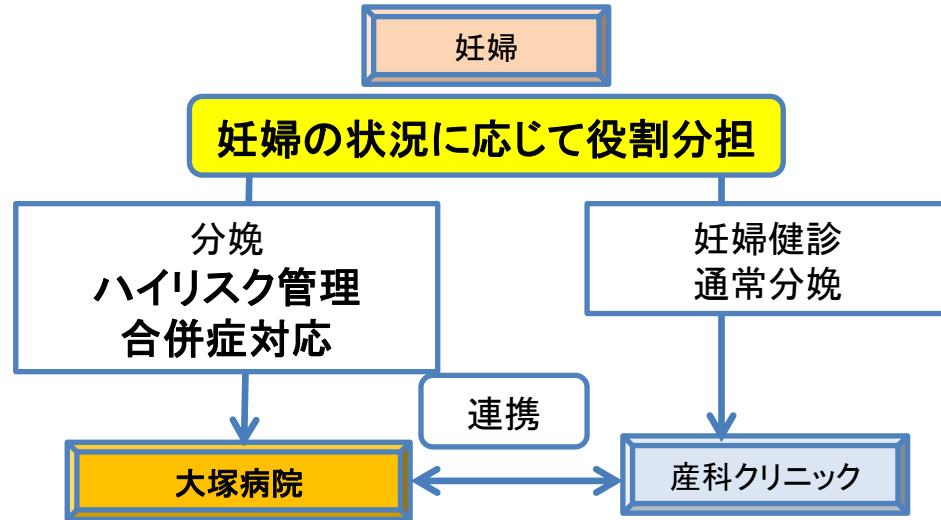 妊婦
妊婦の状況に応じて役割分担
分娩
ハイリスク管理
合併症対応
妊婦健診
通常分娩
連携
大塚病院
産科クリニック